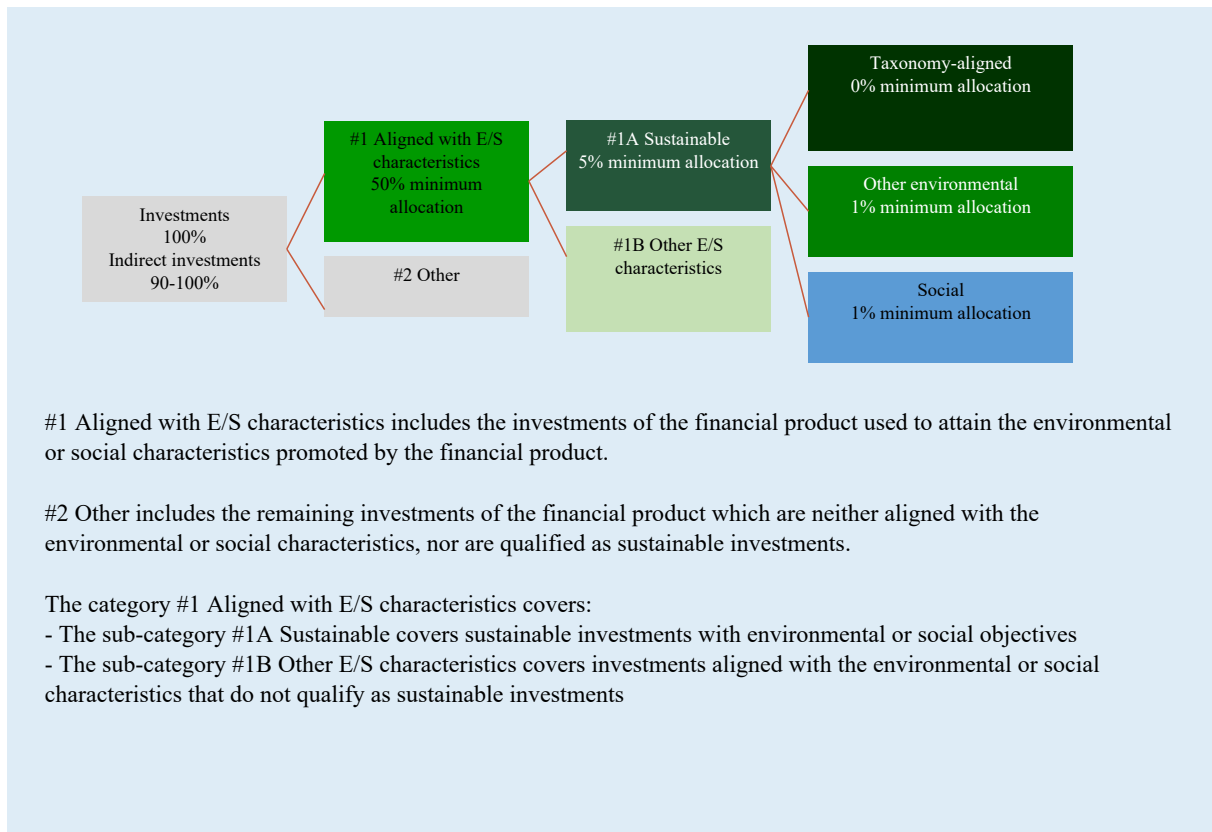 Investments
100%
Indirect investments
90-100%
#1 Aligned with E/S
characteristics
50% minimum
allocation
#2 Other
#1A Sustainable
5% minimum allocation
#1B Other E/S
characteristics
Taxonomy-aligned
0% minimum allocation
Other environmental
1% minimum allocation
Social
1% minimum allocation
#1 Aligned with E/S characteristics includes the investments of the financial product used to attain the environmental
or social characteristics promoted by the financial product.
#2 Other includes the remaining investments of the financial product which are neither aligned with the
environmental or social characteristics, nor are qualified as sustainable investments.
The category #1 Aligned with E/S characteristics covers:
- The sub-category #1A Sustainable covers sustainable investments with environmental or social objectives
- The sub-category #1B Other E/S characteristics covers investments aligned with the environmental or social
characteristics that do not qualify as sustainable investments